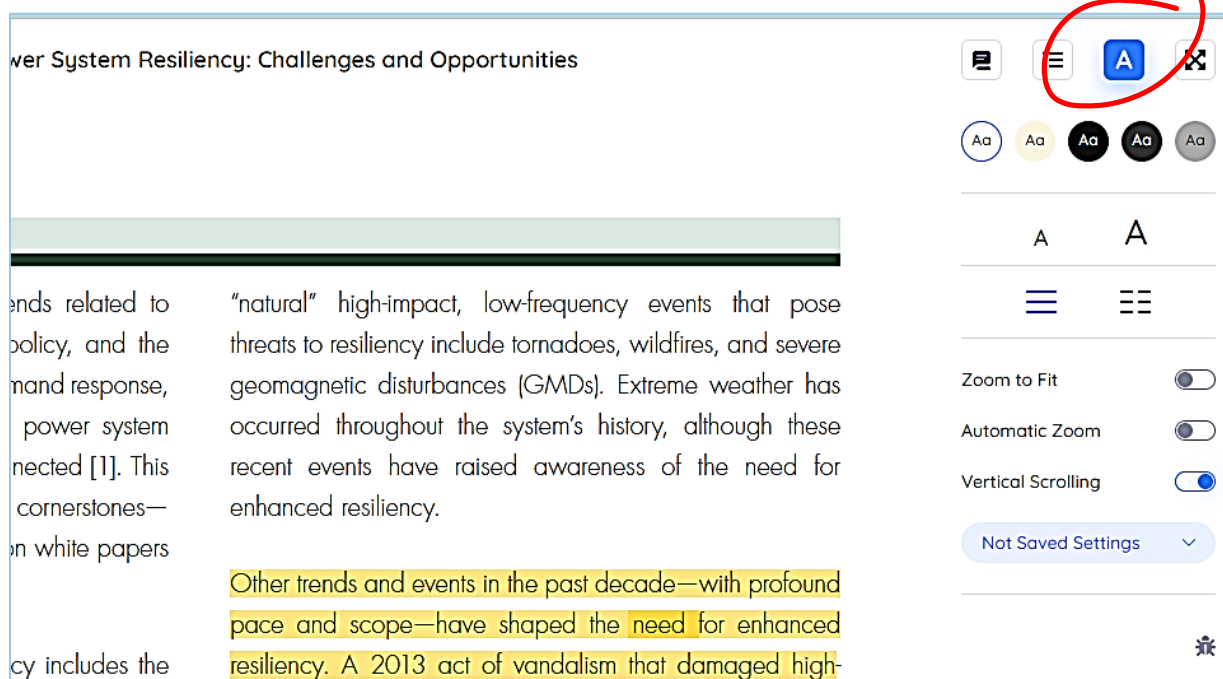 wer System Resiliency: Challenges and Opportunities
A
Aa Aa Aa Aa Aa
A A
ends related to
policy, and the
mand response,
power system
nected [1]. This
cornerstones—
on white papers
cy includes the
“natural” high-impact, low-frequency events that pose
threats to resiliency include tornadoes, wildfires, and severe
geomagnetic disturbances (GMDs). Extreme weather has
occurred throughout the system’s history, although these
recent events have raised awareness of the need for
enhanced resiliency.
Other trends and events in the past decade—with profound
pace and scope—have shaped the need for enhanced
resiliency. A 2013 act of vandalism that damaged high-
Zoom to Fit
Automatic Zoom
Vertical Scrolling
Not Saved Settings